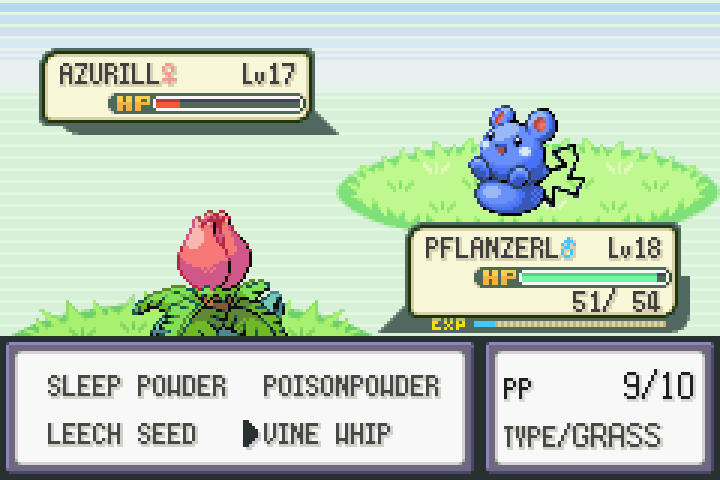 AZURILL♀ Lv17
HP
PFLANZERL♂ Lv18
HP
51/ 54
EXP
SLEEP POWDER POISONPOWDER
LEECH SEED ▶VINE WHIP
PP 9/10
TYPE/GRASS